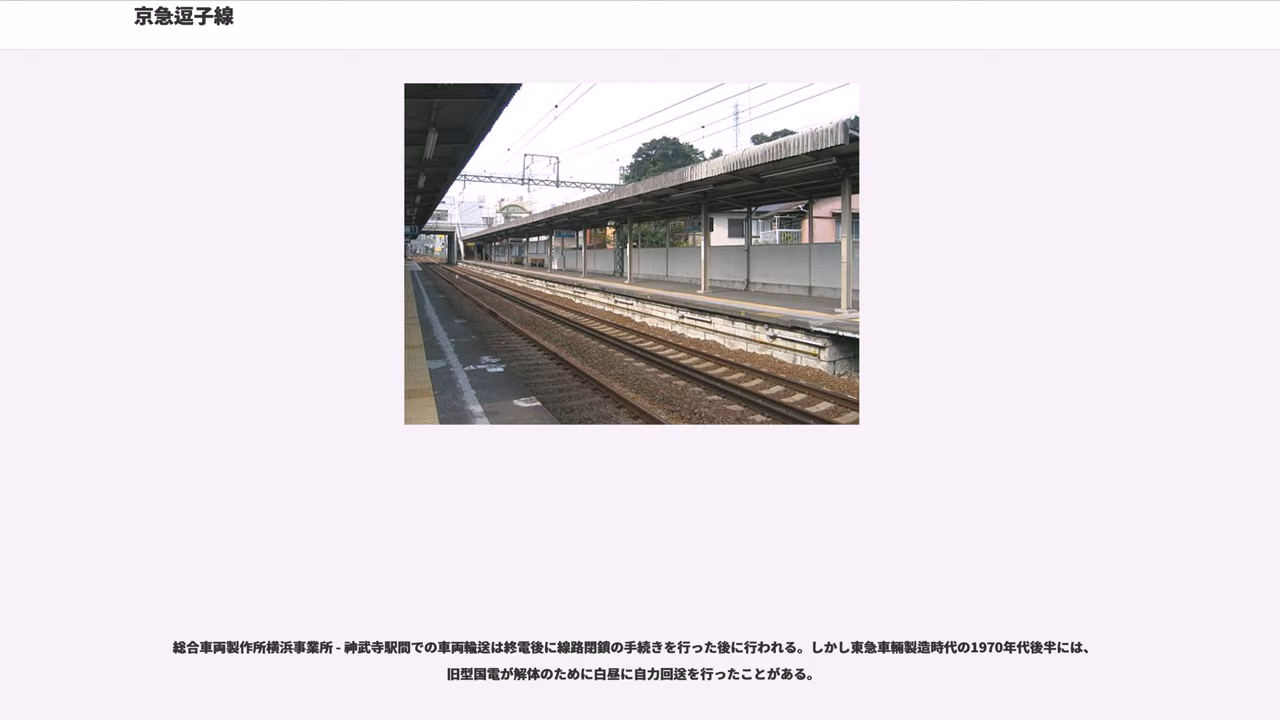 京急逗子線
総合車両製作所横浜事業所 - 神武寺駅間での車両輸送は終電後に線路閉鎖の手続きを行った後に行われる。しかし東急車輛製造時代の1970年代後半には、
旧型国電が解体のために白昼に自力回送を行ったことがある。